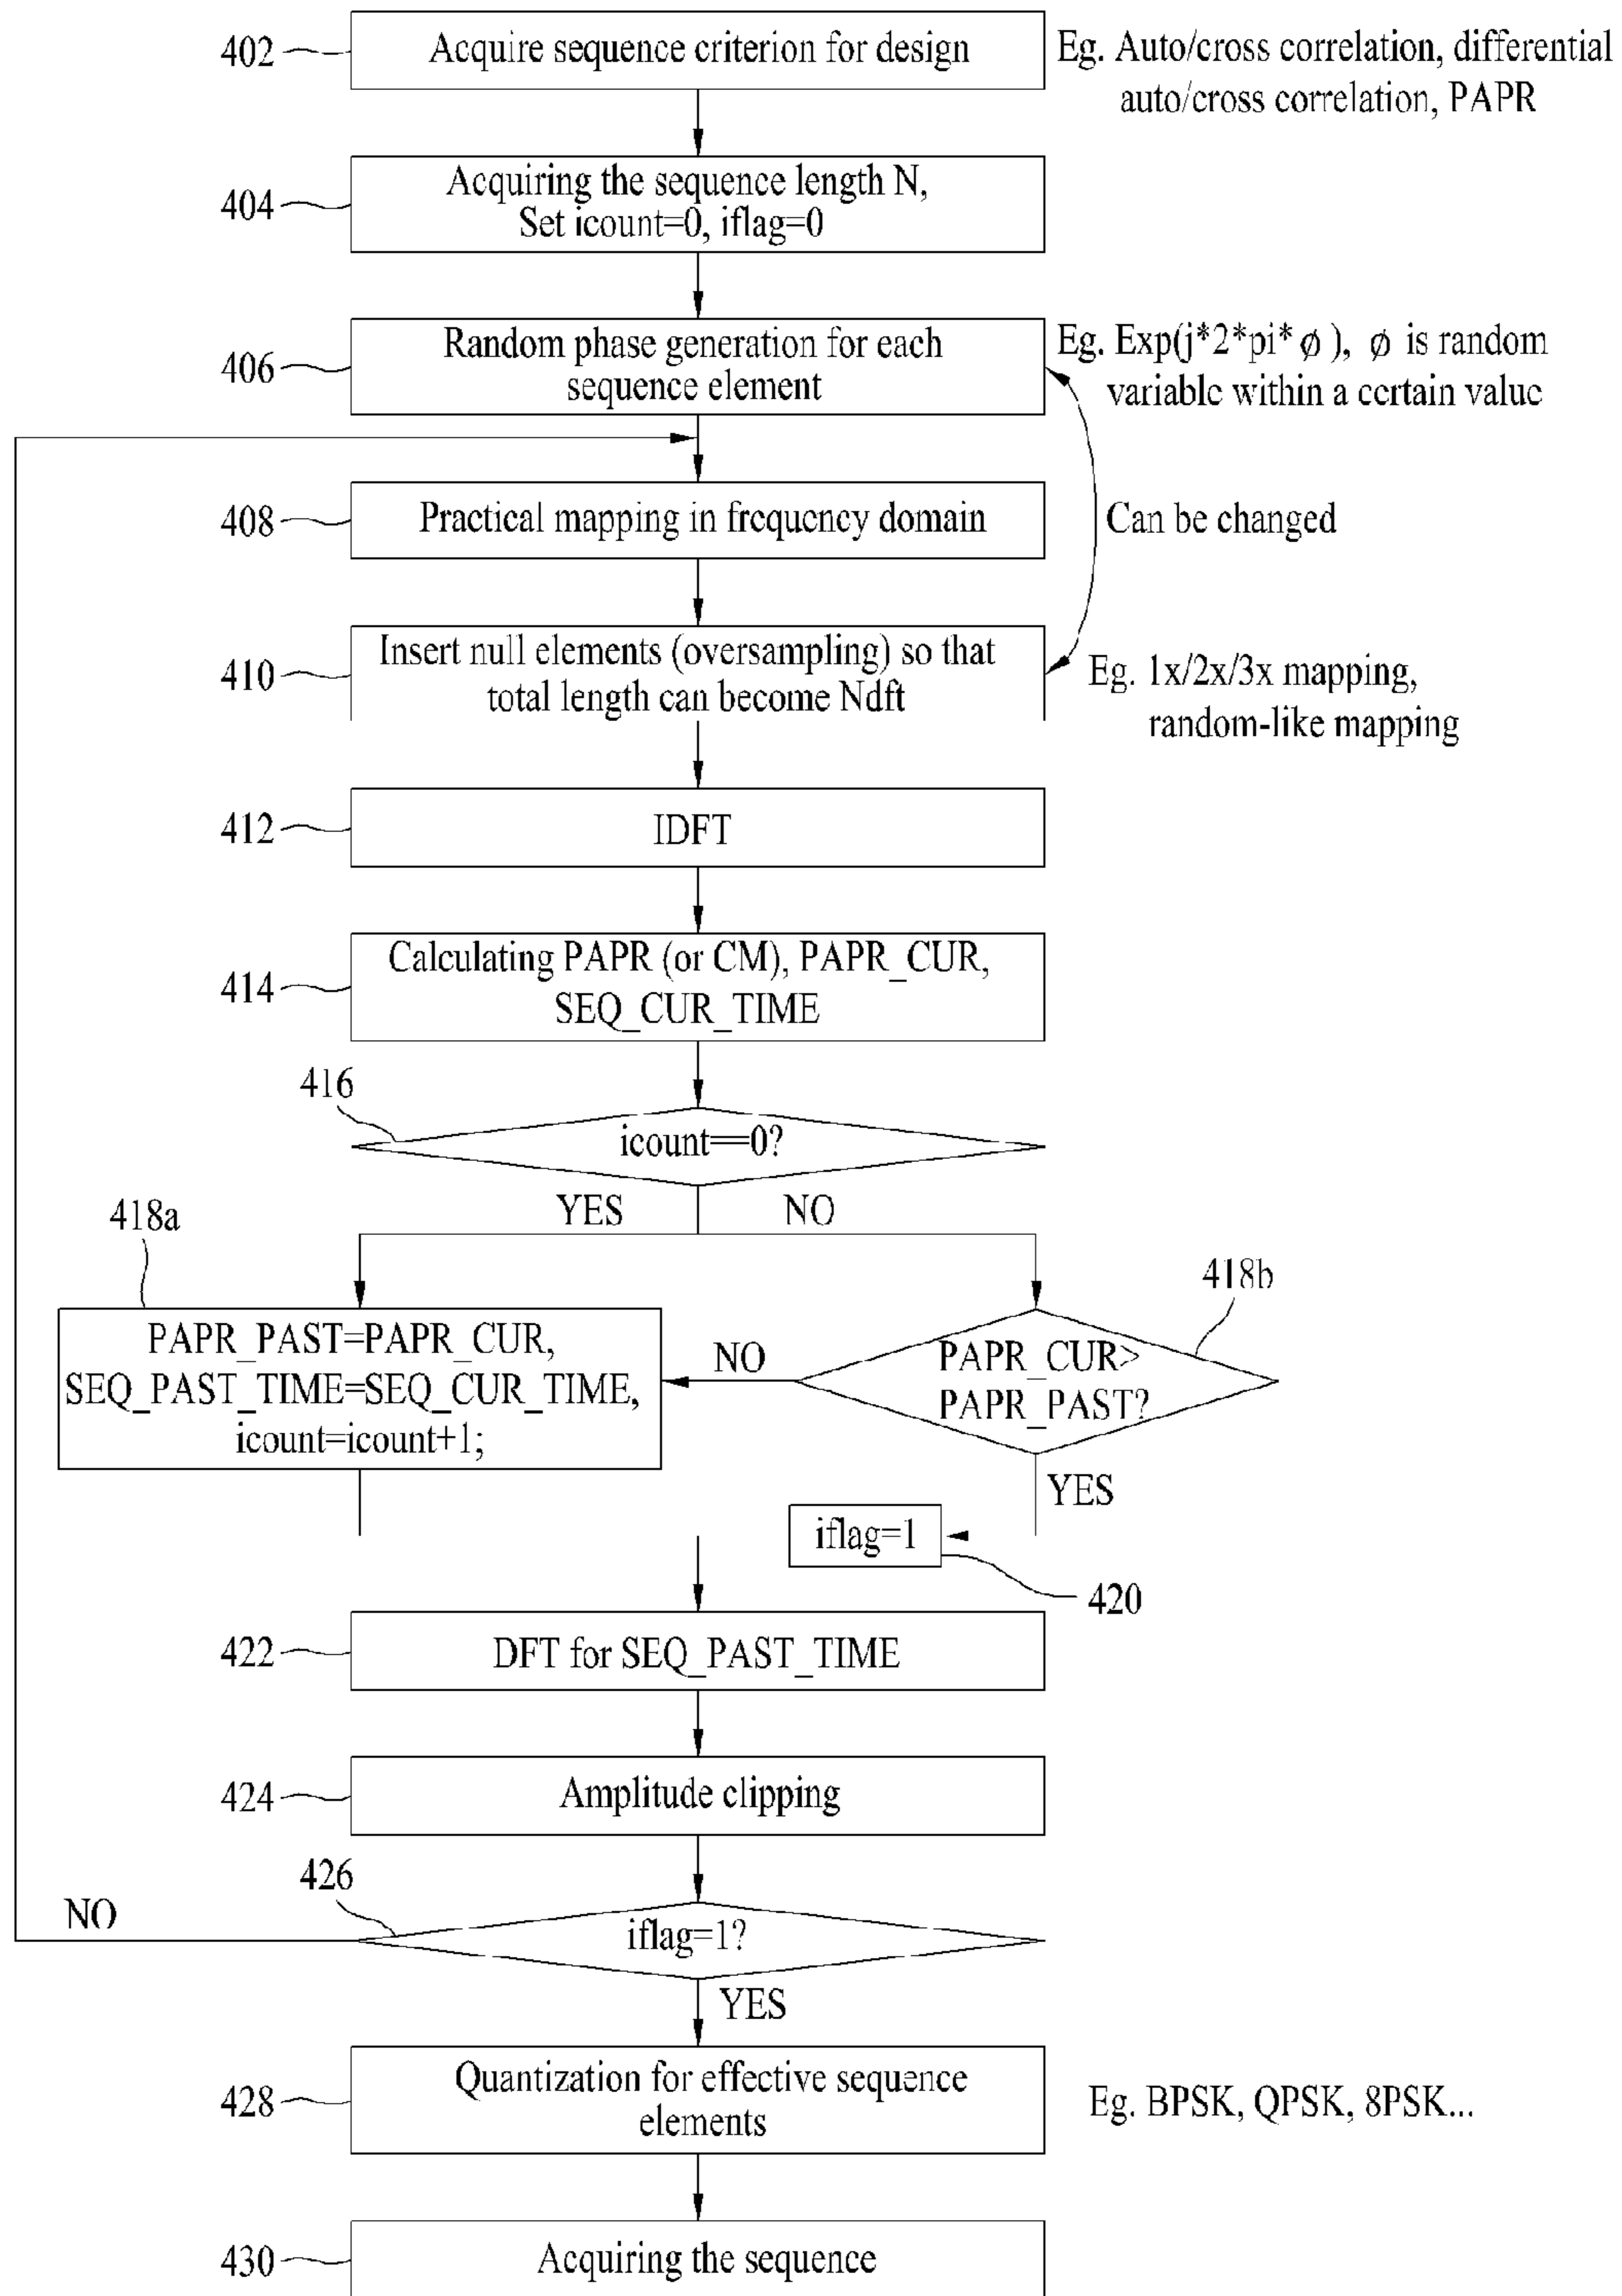 402
Acquire sequence criterion for design
Eg. Auto/cross correlation, differential
auto/cross correlation, PAPR
404
Acquiring the sequence length N,
Set icount=0, iflag=0
406
Random phase generation for each
sequence element
Eg. Exp(j*2*pi* ϕ ), ϕ is random
variable within a certain value
408
Practical mapping in frequency domain
Can be changed
410
Insert null elements (oversampling) so that
total length can become Ndft
Eg. 1x/2x/3x mapping,
random-like mapping
412
IDFT
414
Calculating PAPR (or CM), PAPR_CUR,
SEQ_CUR_TIME
416
icount==0?
YES
NO
418a
418b
PAPR_PAST=PAPR_CUR,
SEQ_PAST_TIME=SEQ_CUR_TIME,
icount=icount+1;
NO
PAPR_CUR>
PAPR_PAST?
YES
iflag=1
420
422
DFT for SEQ_PAST_TIME
424
Amplitude clipping
426
NO
iflag=1?
YES
428
Quantization for effective sequence
elements
Eg. BPSK, QPSK, 8PSK...
430
Acquiring the sequence